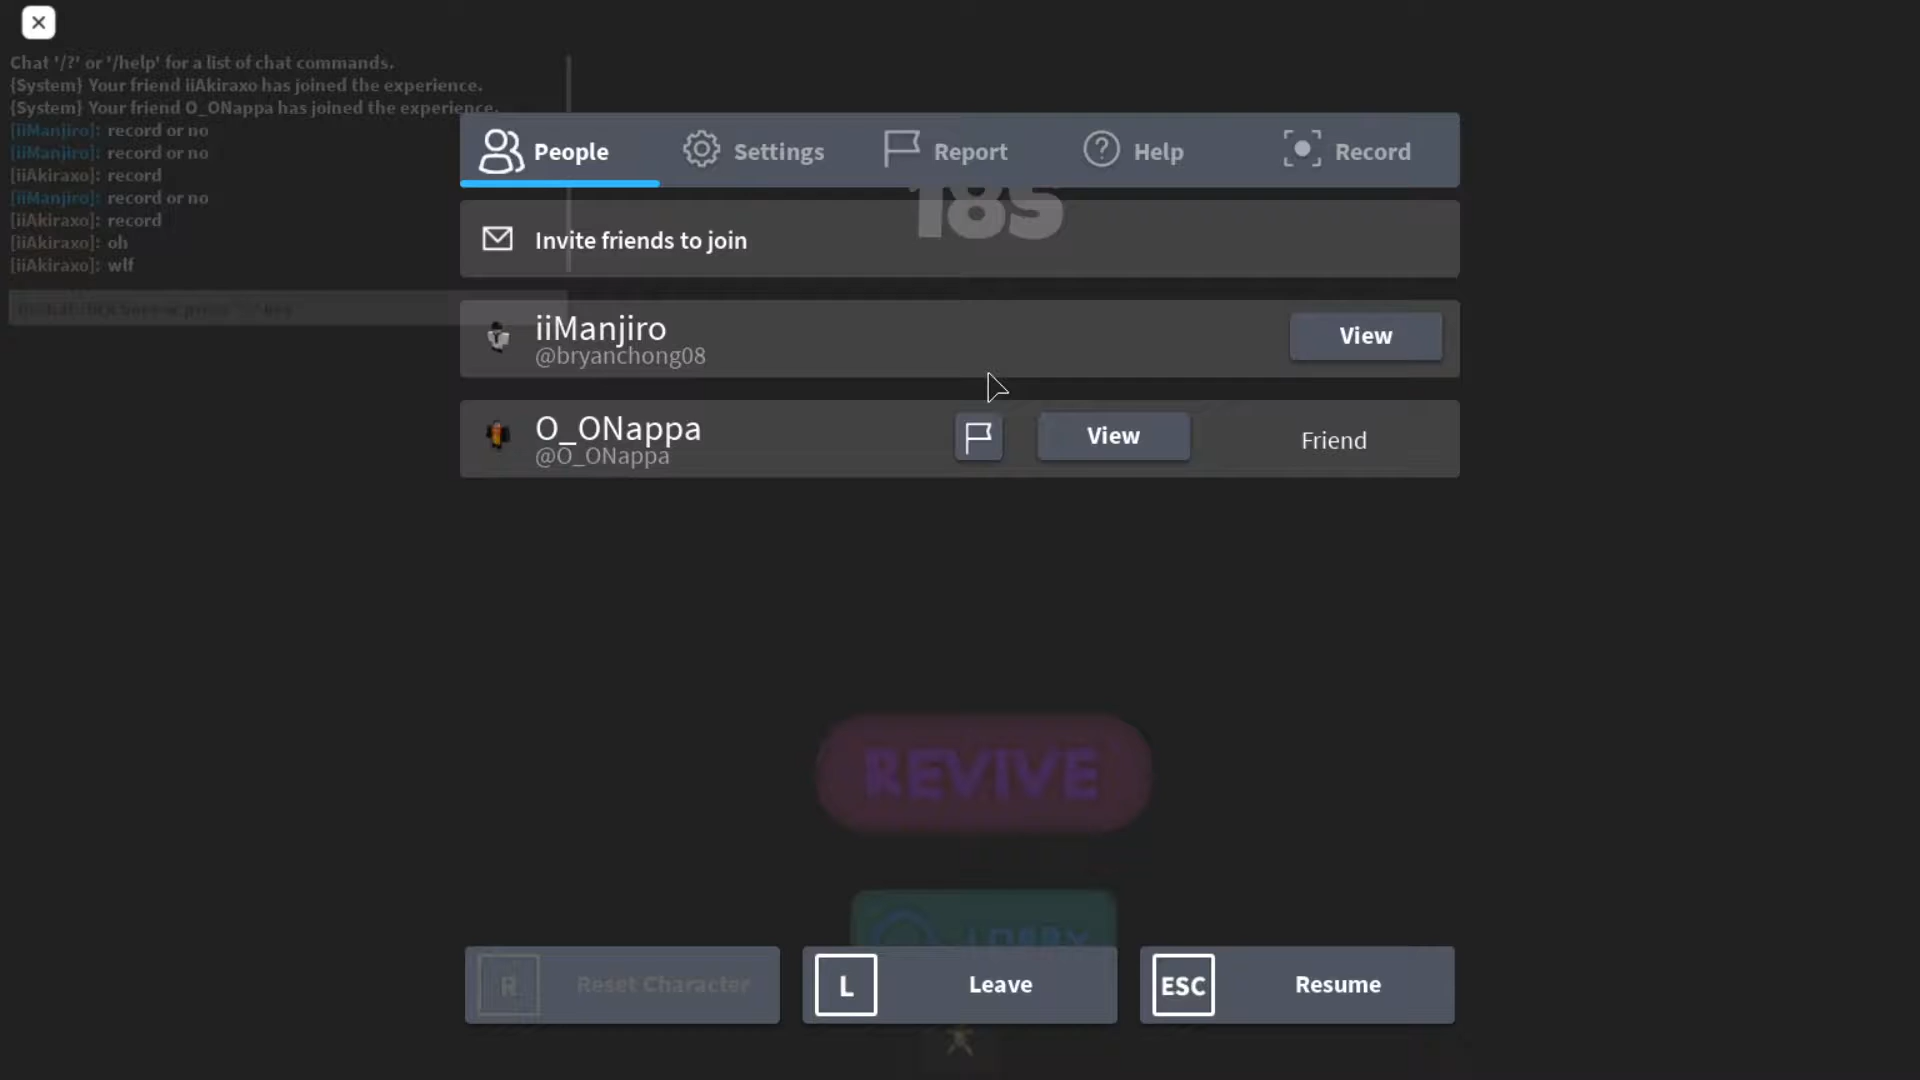 Chat '/?' or '/help' for a list of chat commands.
{System} Your friend iiAkiraxo has joined the experience.
{System} Your friend O_ONappa has joined the experience.
[iiManjiro]: record or no
[iiManjiro]: record or no
[iiAkiraxo]: record
[iiManjiro]: record or no
[iiAkiraxo]: record
[iiAkiraxo]: oh
[iiAkiraxo]: wlf
People
Settings
Report
Help
Record
Invite friends to join
iiManjiro
@bryanchong08
View
O_ONappa
@O_ONappa
View
Friend
REVIVE
LOBBY
R Reset Character
L Leave
ESC Resume